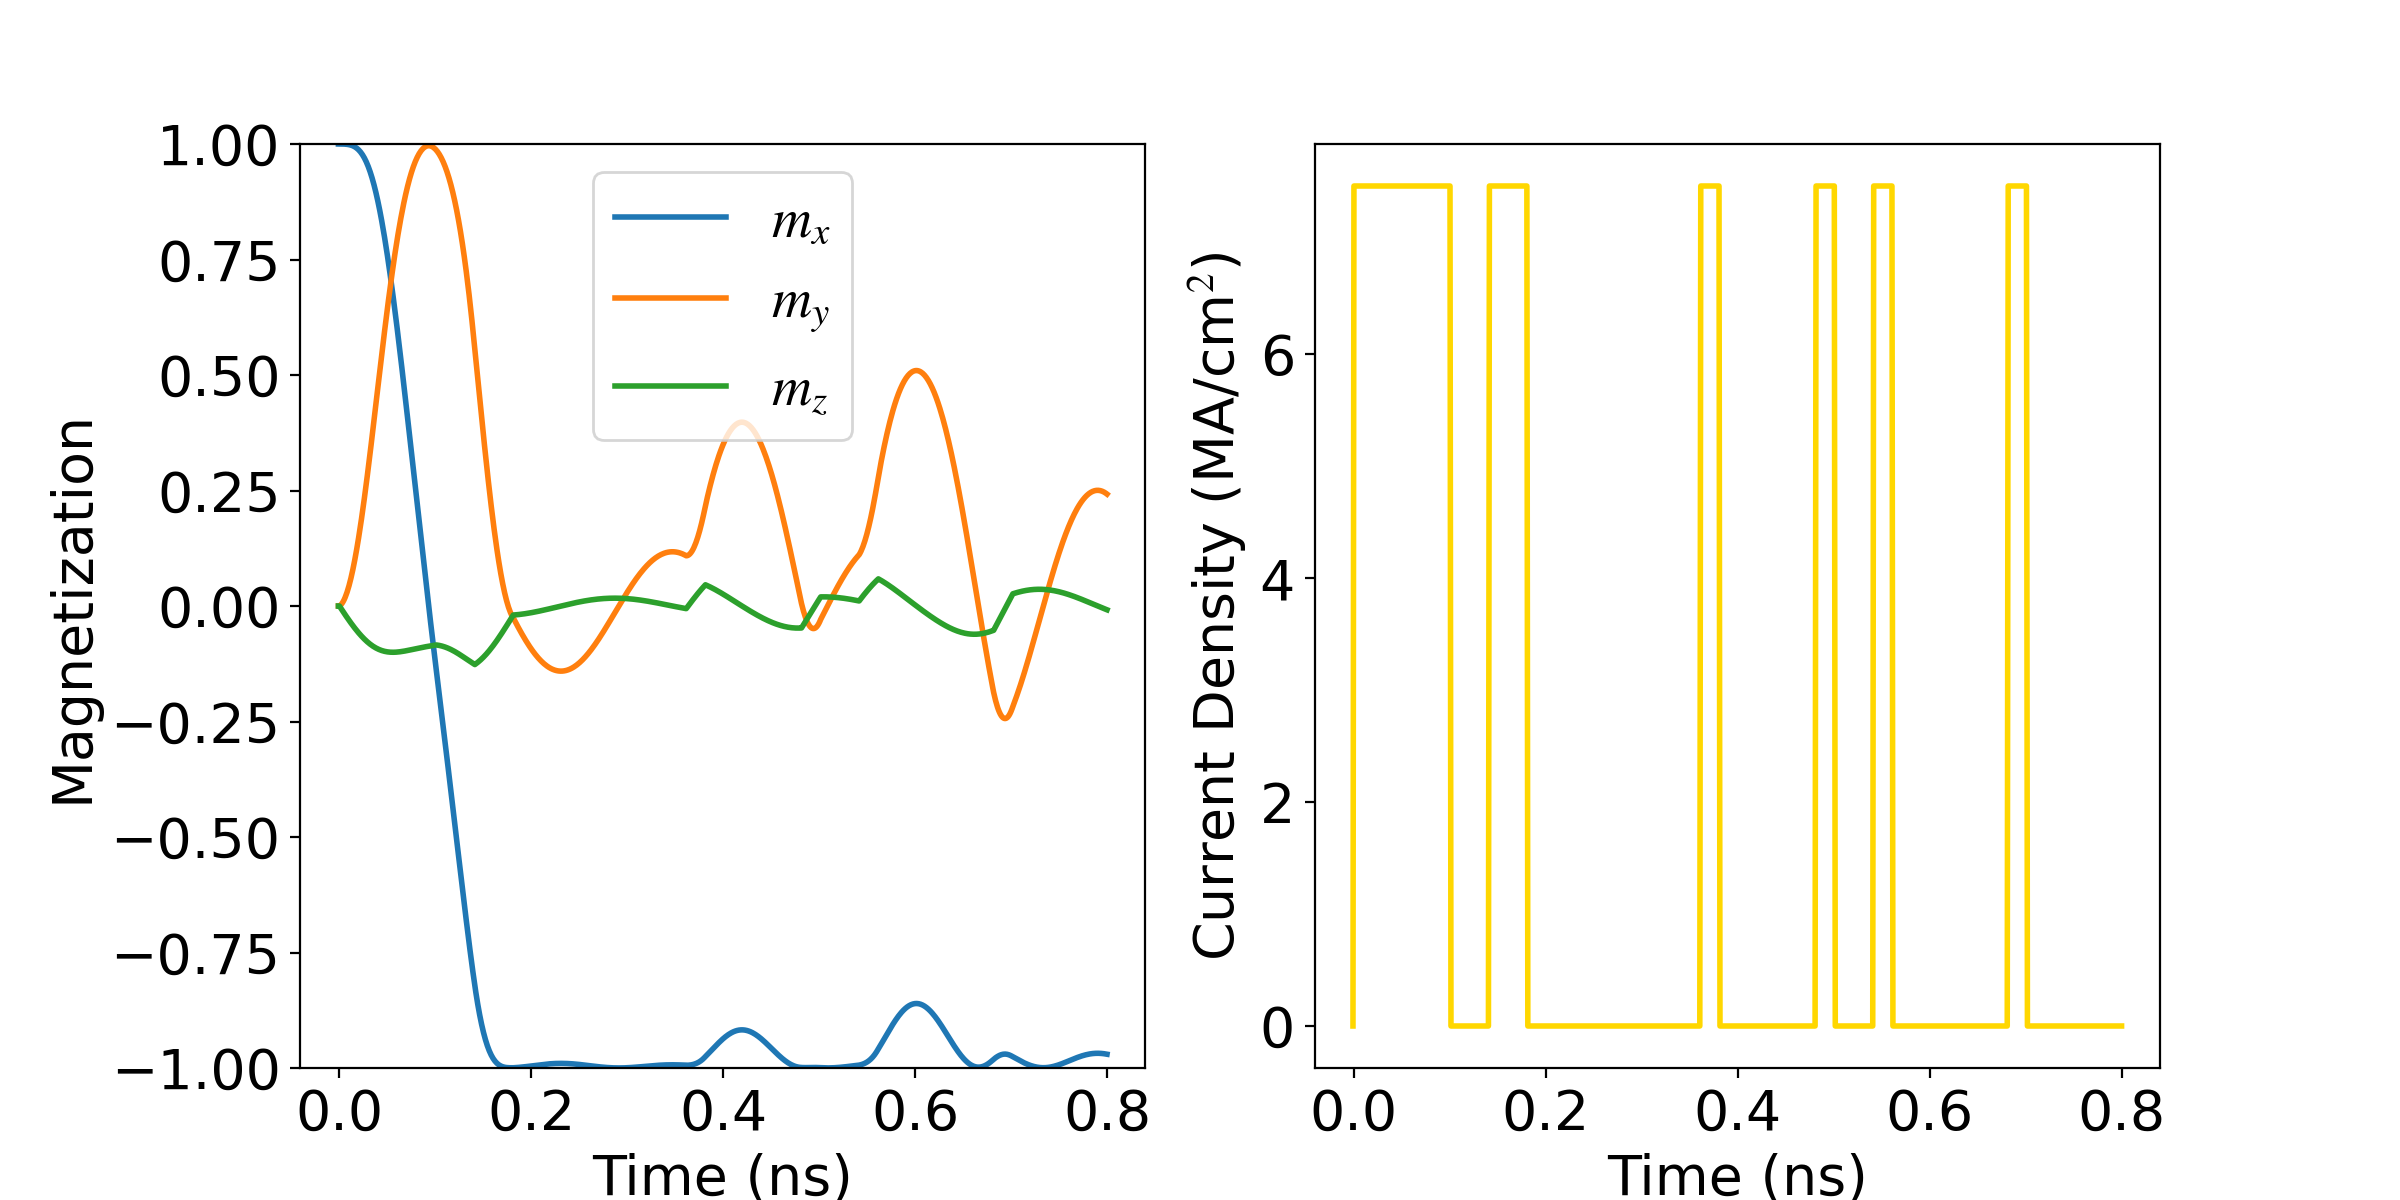 1.00
0.75
0.50
0.25
0.00
−0.25
−0.50
−0.75
−1.00
Magnetization
0.0 0.2 0.4 0.6 0.8
Time (ns)
m_x
m_y
m_z
6
4
2
0
Current Density (MA/cm²)
0.0 0.2 0.4 0.6 0.8
Time (ns)